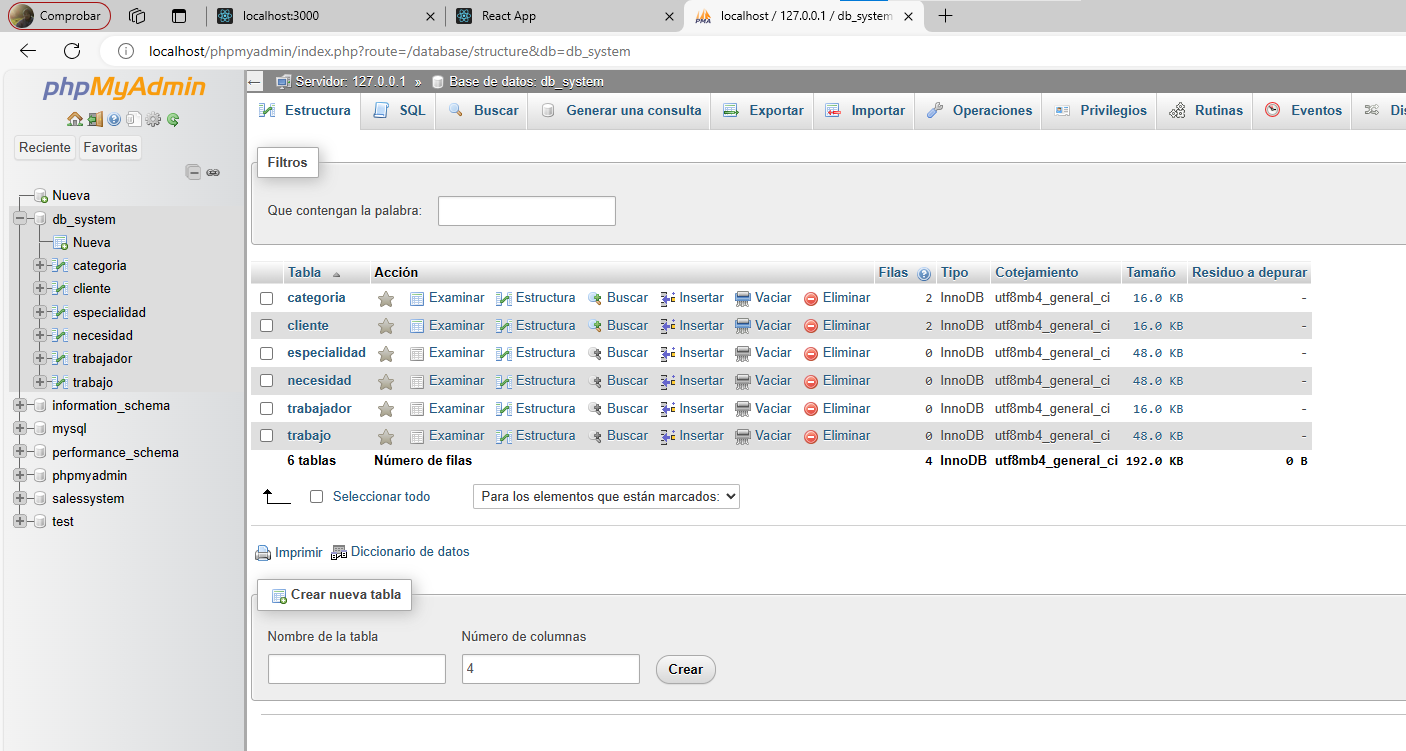 Comprobar
localhost:3000
React App
localhost / 127.0.0.1 / db_system
localhost/phpmyadmin/index.php?route=/database/structure&db=db_system
phpMyAdmin
Reciente Favoritas
Nueva
db_system
Nueva
categoria
cliente
especialidad
necesidad
trabajador
trabajo
information_schema
mysql
performance_schema
phpmyadmin
salessystem
test
Servidor: 127.0.0.1 » Base de datos: db_system
Estructura SQL Buscar Generar una consulta Exportar Importar Operaciones Privilegios Rutinas Eventos
Filtros
Que contengan la palabra:
Tabla Acción Filas Tipo Cotejamiento Tamaño Residuo a depurar
categoria Examinar Estructura Buscar Insertar Vaciar Eliminar 2 InnoDB utf8mb4_general_ci 16.0 KB -
cliente Examinar Estructura Buscar Insertar Vaciar Eliminar 2 InnoDB utf8mb4_general_ci 16.0 KB -
especialidad Examinar Estructura Buscar Insertar Vaciar Eliminar 0 InnoDB utf8mb4_general_ci 48.0 KB -
necesidad Examinar Estructura Buscar Insertar Vaciar Eliminar 0 InnoDB utf8mb4_general_ci 48.0 KB -
trabajador Examinar Estructura Buscar Insertar Vaciar Eliminar 0 InnoDB utf8mb4_general_ci 16.0 KB -
trabajo Examinar Estructura Buscar Insertar Vaciar Eliminar 0 InnoDB utf8mb4_general_ci 48.0 KB -
6 tablas Número de filas 4 InnoDB utf8mb4_general_ci 192.0 KB 0 B
Seleccionar todo Para los elementos que están marcados:
Imprimir Diccionario de datos
Crear nueva tabla
Nombre de la tabla Número de columnas
4 Crear